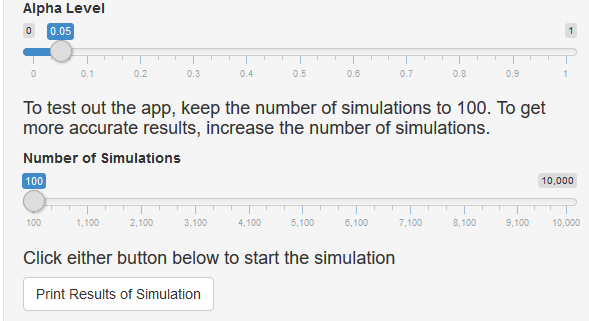 Alpha Level
0 0.05 1
0 0.1 0.2 0.3 0.4 0.5 0.6 0.7 0.8 0.9 1
To test out the app, keep the number of simulations to 100. To get
more accurate results, increase the number of simulations.
Number of Simulations
100 10,000
100 1,100 2,100 3,100 4,100 5,100 6,100 7,100 8,100 9,100 10,000
Click either button below to start the simulation
Print Results of Simulation